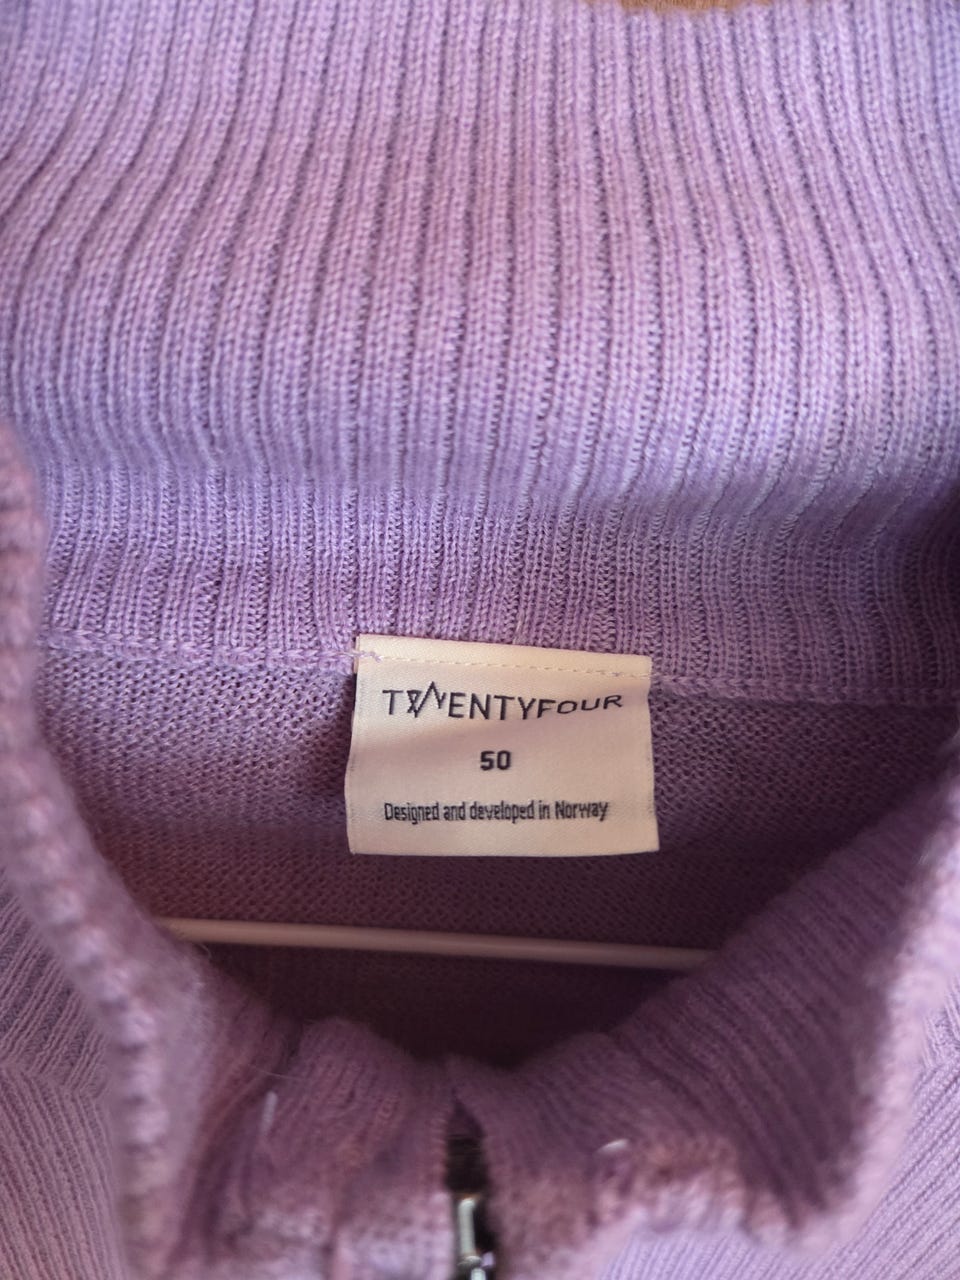 TWENTYFOUR
50
Designed and developed in Norway